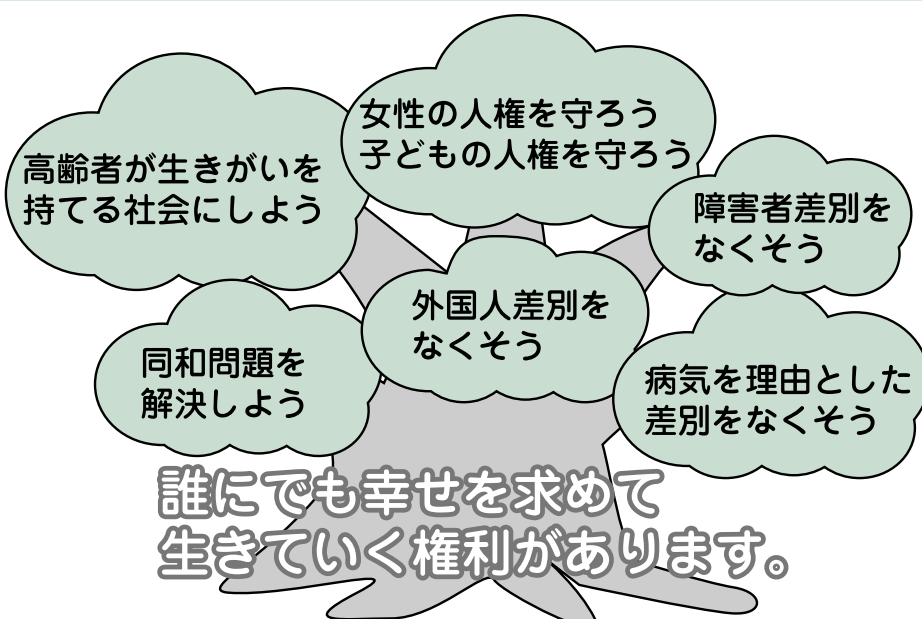 女性の人権を守ろう
子どもの人権を守ろう
高齢者が生きがいを
持てる社会にしよう
障害者差別を
なくそう
外国人差別を
なくそう
同和問題を
解決しよう
病気を理由とした
差別をなくそう
誰にでも幸せを求めて
生きていく権利があります。